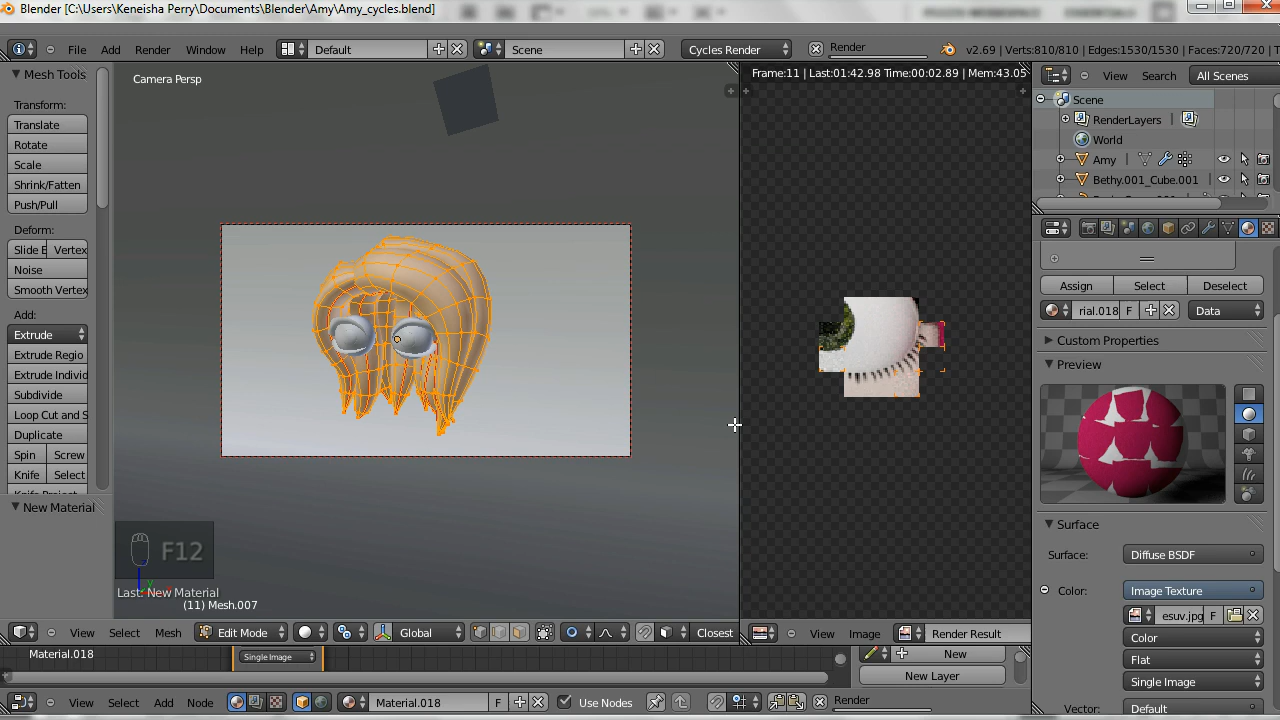 Blender [C:\Users\Keneisha Perry\Documents\Blender\Amy\Amy_cycles.blend]
File Add Render Window Help Default Scene Cycles Render Render v2.69 | Verts:810/810 | Edges:1530/1530 | Faces:720/720 | T
Mesh Tools
Camera Persp
Frame:11 | Last:01:42.98 Time:00:02.89 | Mem:43.05
View Search All Scenes
Scene
RenderLayers
World
Amy
Bethy.001_Cube.001
Transform:
Translate
Rotate
Scale
Shrink/Fatten
Push/Pull
Deform:
Slide E Vertex
Noise
Smooth Vertex
Add:
Extrude
Extrude Regio
Extrude Individ
Subdivide
Loop Cut and S
Duplicate
Spin Screw
Knife Select
Knife Project
New Material
F12
Last: New Material
(11) Mesh.007
Assign Select Deselect
rial.018 F Data
Custom Properties
Preview
Surface
Surface: Diffuse BSDF
Color: Image Texture
esuv.jpg F
Color
Flat
Single Image
Vector: Default
View Select Mesh Edit Mode Global Closest
View Image Render Result
Material.018
Single Image
New
New Layer
View Select Add Node Material.018 F Use Nodes Render